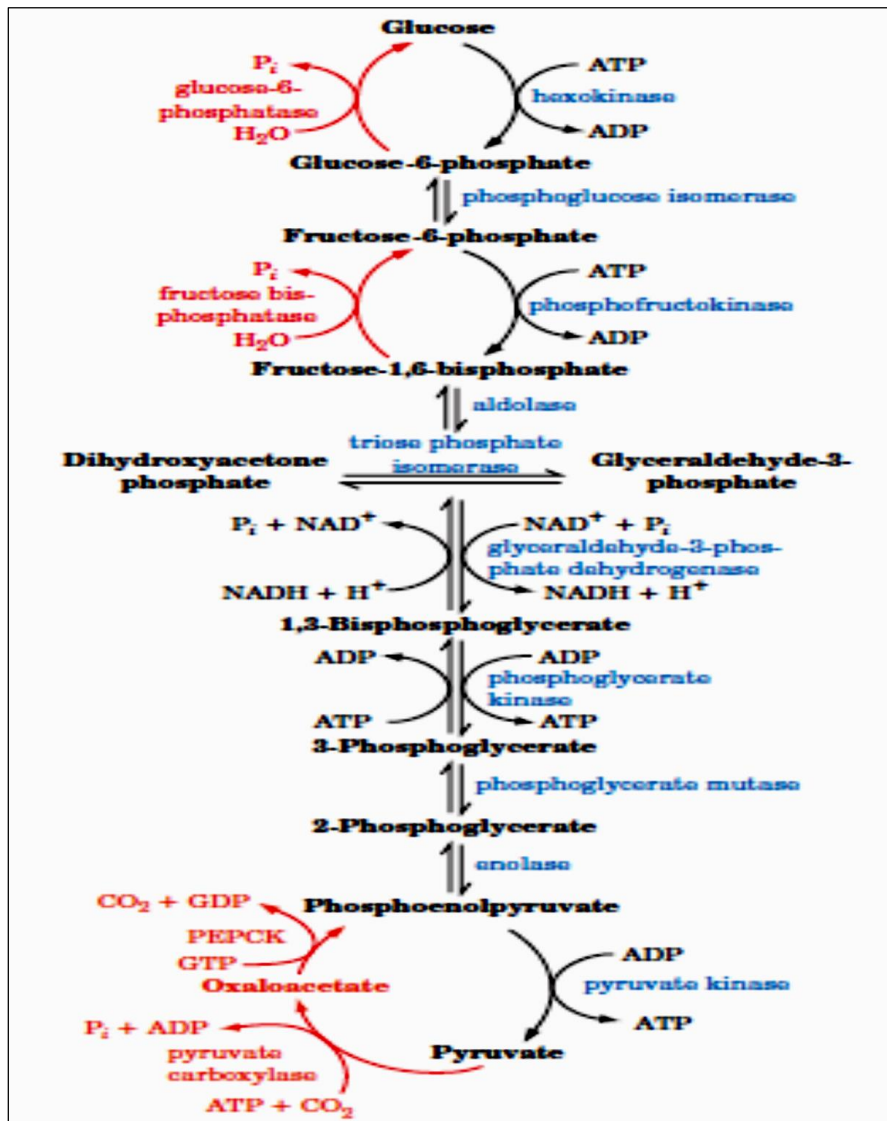 Glucose
P𝑖
ATP
glucose-6-
phosphatase
hexokinase
H₂O
ADP
Glucose-6-phosphate
phosphoglucose isomerase
Fructose-6-phosphate
P𝑖
ATP
fructose bis-
phosphatase
phosphofructokinase
H₂O
ADP
Fructose-1,6-bisphosphate
aldolase
triose phosphate
isomerase
Dihydroxyacetone
phosphate
Glyceraldehyde-3-
phosphate
P𝑖 + NAD⁺
NAD⁺ + P𝑖
glyceraldehyde-3-phos-
phate dehydrogenase
NADH + H⁺
NADH + H⁺
1,3-Bisphosphoglycerate
ADP
ADP
phosphoglycerate
kinase
ATP
ATP
3-Phosphoglycerate
phosphoglycerate mutase
2-Phosphoglycerate
enolase
CO₂ + GDP
Phosphoenolpyruvate
PEPCK
GTP
ADP
Oxaloacetate
pyruvate kinase
P𝑖 + ADP
ATP
pyruvate
carboxylase
Pyruvate
ATP + CO₂